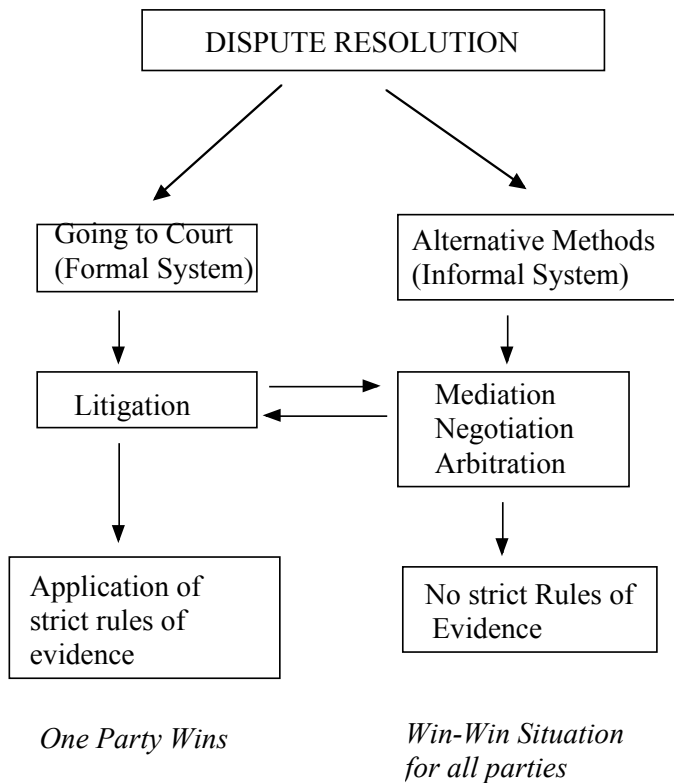 DISPUTE RESOLUTION
Going to Court
(Formal System)
Alternative Methods
(Informal System)
Litigation
Mediation
Negotiation
Arbitration
Application of
strict rules of
evidence
No strict Rules of
Evidence
One Party Wins
Win-Win Situation
for all parties